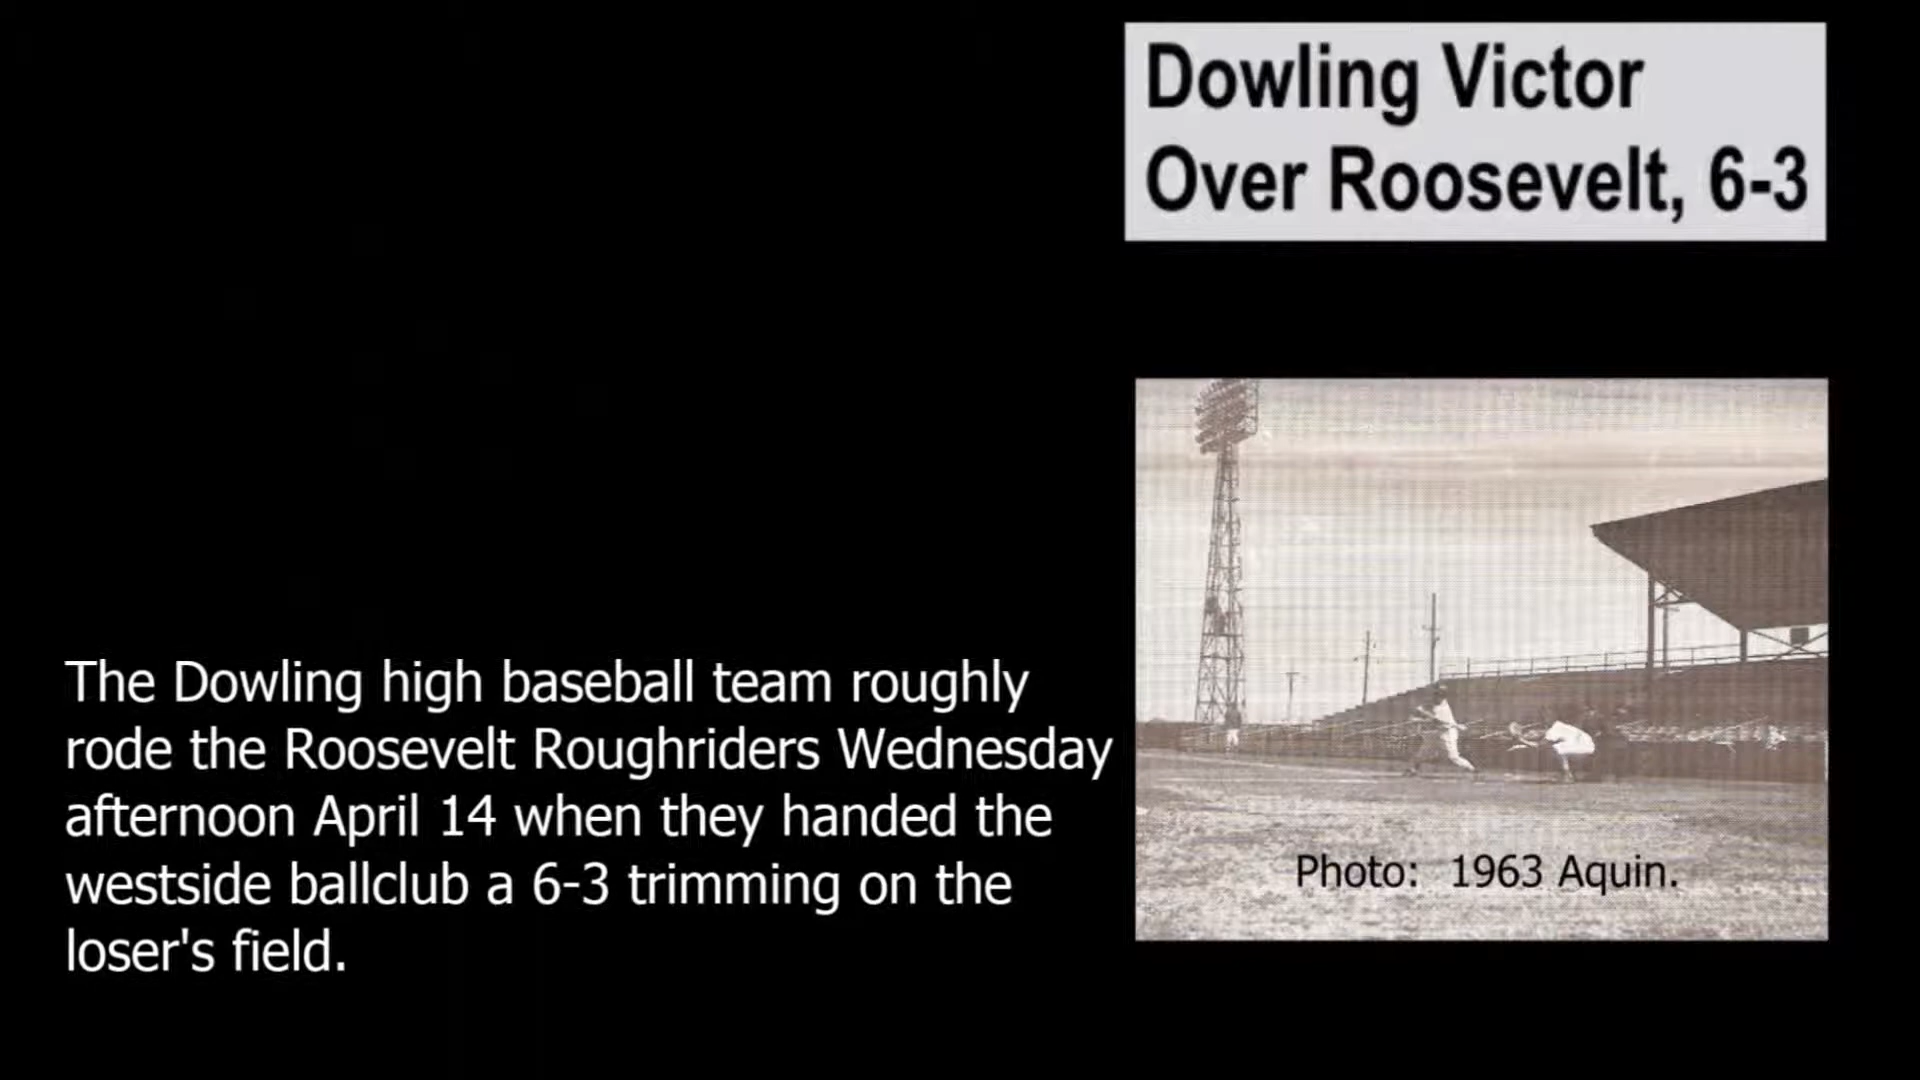 Dowling Victor
Over Roosevelt, 6-3
The Dowling high baseball team roughly
rode the Roosevelt Roughriders Wednesday
afternoon April 14 when they handed the
westside ballclub a 6-3 trimming on the
loser's field.
Photo: 1963 Aquin.